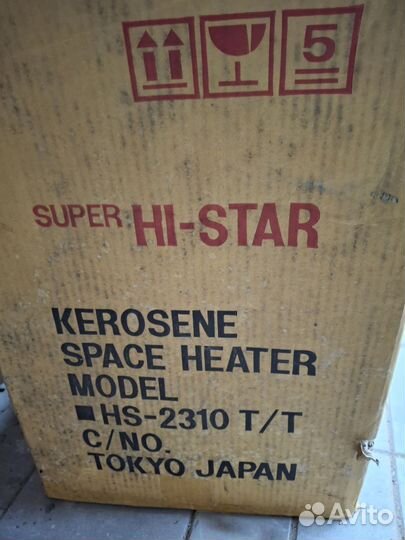 5
SUPER HI-STAR
KEROSENE
SPACE HEATER
MODEL
HS-2310 T/T
C/NO.
TOKYO JAPAN
Avito